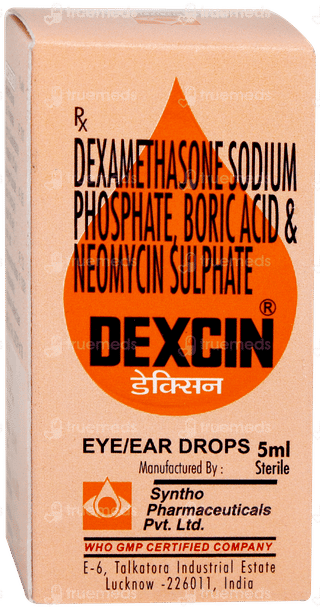 Rx
DEXAMETHASONE SODIUM
PHOSPHATE, BORIC ACID &
NEOMYCIN SULPHATE
DEXCIN®
डेक्सिन
EYE/EAR DROPS 5ml
Manufactured By : Sterile
Syntho
Pharmaceuticals
Pvt. Ltd.
WHO GMP CERTIFIED COMPANY
E-6, Talkatora Industrial Estate
Lucknow -226011, India
truemeds